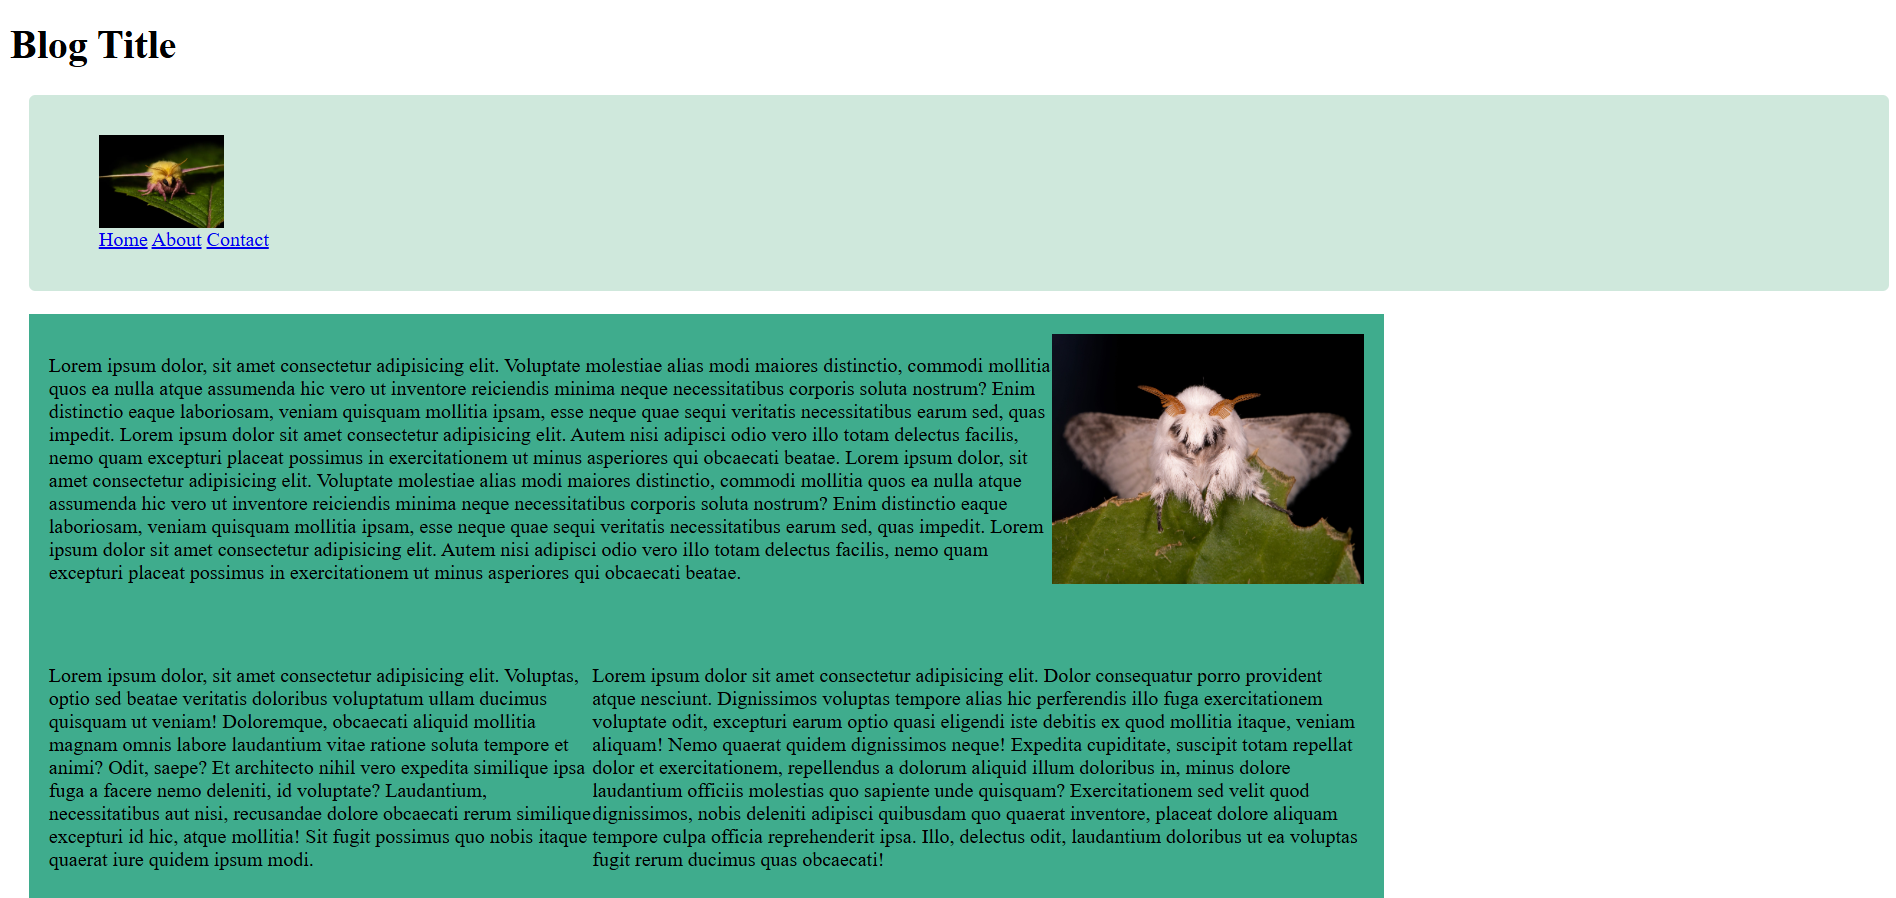 Blog Title
Home About Contact
Lorem ipsum dolor, sit amet consectetur adipisicing elit. Voluptate molestiae alias modi maiores distinctio, commodi mollitia
quos ea nulla atque assumenda hic vero ut inventore reiciendis minima neque necessitatibus corporis soluta nostrum? Enim
distinctio eaque laboriosam, veniam quisquam mollitia ipsam, esse neque quae sequi veritatis necessitatibus earum sed, quas
impedit. Lorem ipsum dolor sit amet consectetur adipisicing elit. Autem nisi adipisci odio vero illo totam delectus facilis,
nemo quam excepturi placeat possimus in exercitationem ut minus asperiores qui obcaecati beatae. Lorem ipsum dolor, sit
amet consectetur adipisicing elit. Voluptate molestiae alias modi maiores distinctio, commodi mollitia quos ea nulla atque
assumenda hic vero ut inventore reiciendis minima neque necessitatibus corporis soluta nostrum? Enim distinctio eaque
laboriosam, veniam quisquam mollitia ipsam, esse neque quae sequi veritatis necessitatibus earum sed, quas impedit. Lorem
ipsum dolor sit amet consectetur adipisicing elit. Autem nisi adipisci odio vero illo totam delectus facilis, nemo quam
excepturi placeat possimus in exercitationem ut minus asperiores qui obcaecati beatae.
Lorem ipsum dolor, sit amet consectetur adipisicing elit. Voluptas,
optio sed beatae veritatis doloribus voluptatum ullam ducimus
quisquam ut veniam! Doloremque, obcaecati aliquid mollitia
magnam omnis labore laudantium vitae ratione soluta tempore et
animi? Odit, saepe? Et architecto nihil vero expedita similique ipsa
fuga a facere nemo deleniti, id voluptate? Laudantium,
necessitatibus aut nisi, recusandae dolore obcaecati rerum similique
excepturi id hic, atque mollitia! Sit fugit possimus quo nobis itaque
quaerat iure quidem ipsum modi.
Lorem ipsum dolor sit amet consectetur adipisicing elit. Dolor consequatur porro provident
atque nesciunt. Dignissimos voluptas tempore alias hic perferendis illo fuga exercitationem
voluptate odit, excepturi earum optio quasi eligendi iste debitis ex quod mollitia itaque, veniam
aliquam! Nemo quaerat quidem dignissimos neque! Expedita cupiditate, suscipit totam repellat
dolor et exercitationem, repellendus a dolorum aliquid illum doloribus in, minus dolore
laudantium officiis molestias quo sapiente unde quisquam? Exercitationem sed velit quod
dignissimos, nobis deleniti adipisci quibusdam quo quaerat inventore, placeat dolore aliquam
tempore culpa officia reprehenderit ipsa. Illo, delectus odit, laudantium doloribus ut ea voluptas
fugit rerum ducimus quas obcaecati!